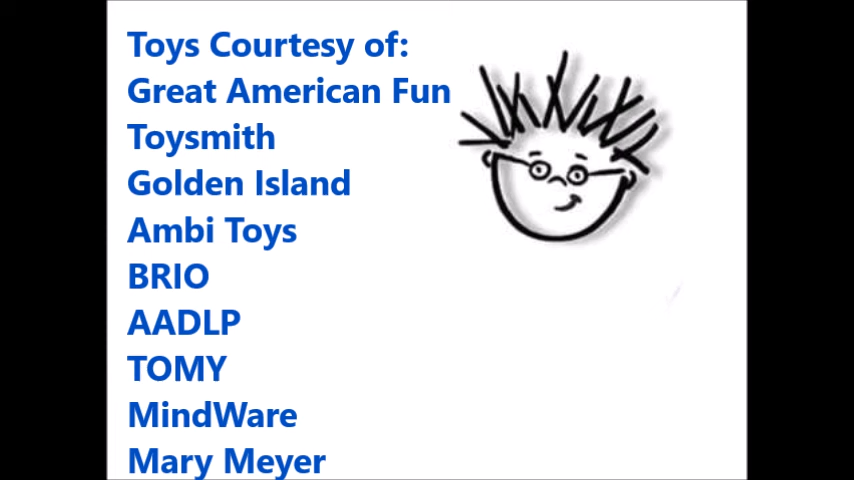 Toys Courtesy of:
Great American Fun
Toysmith
Golden Island
Ambi Toys
BRIO
AADLP
TOMY
MindWare
Mary Meyer